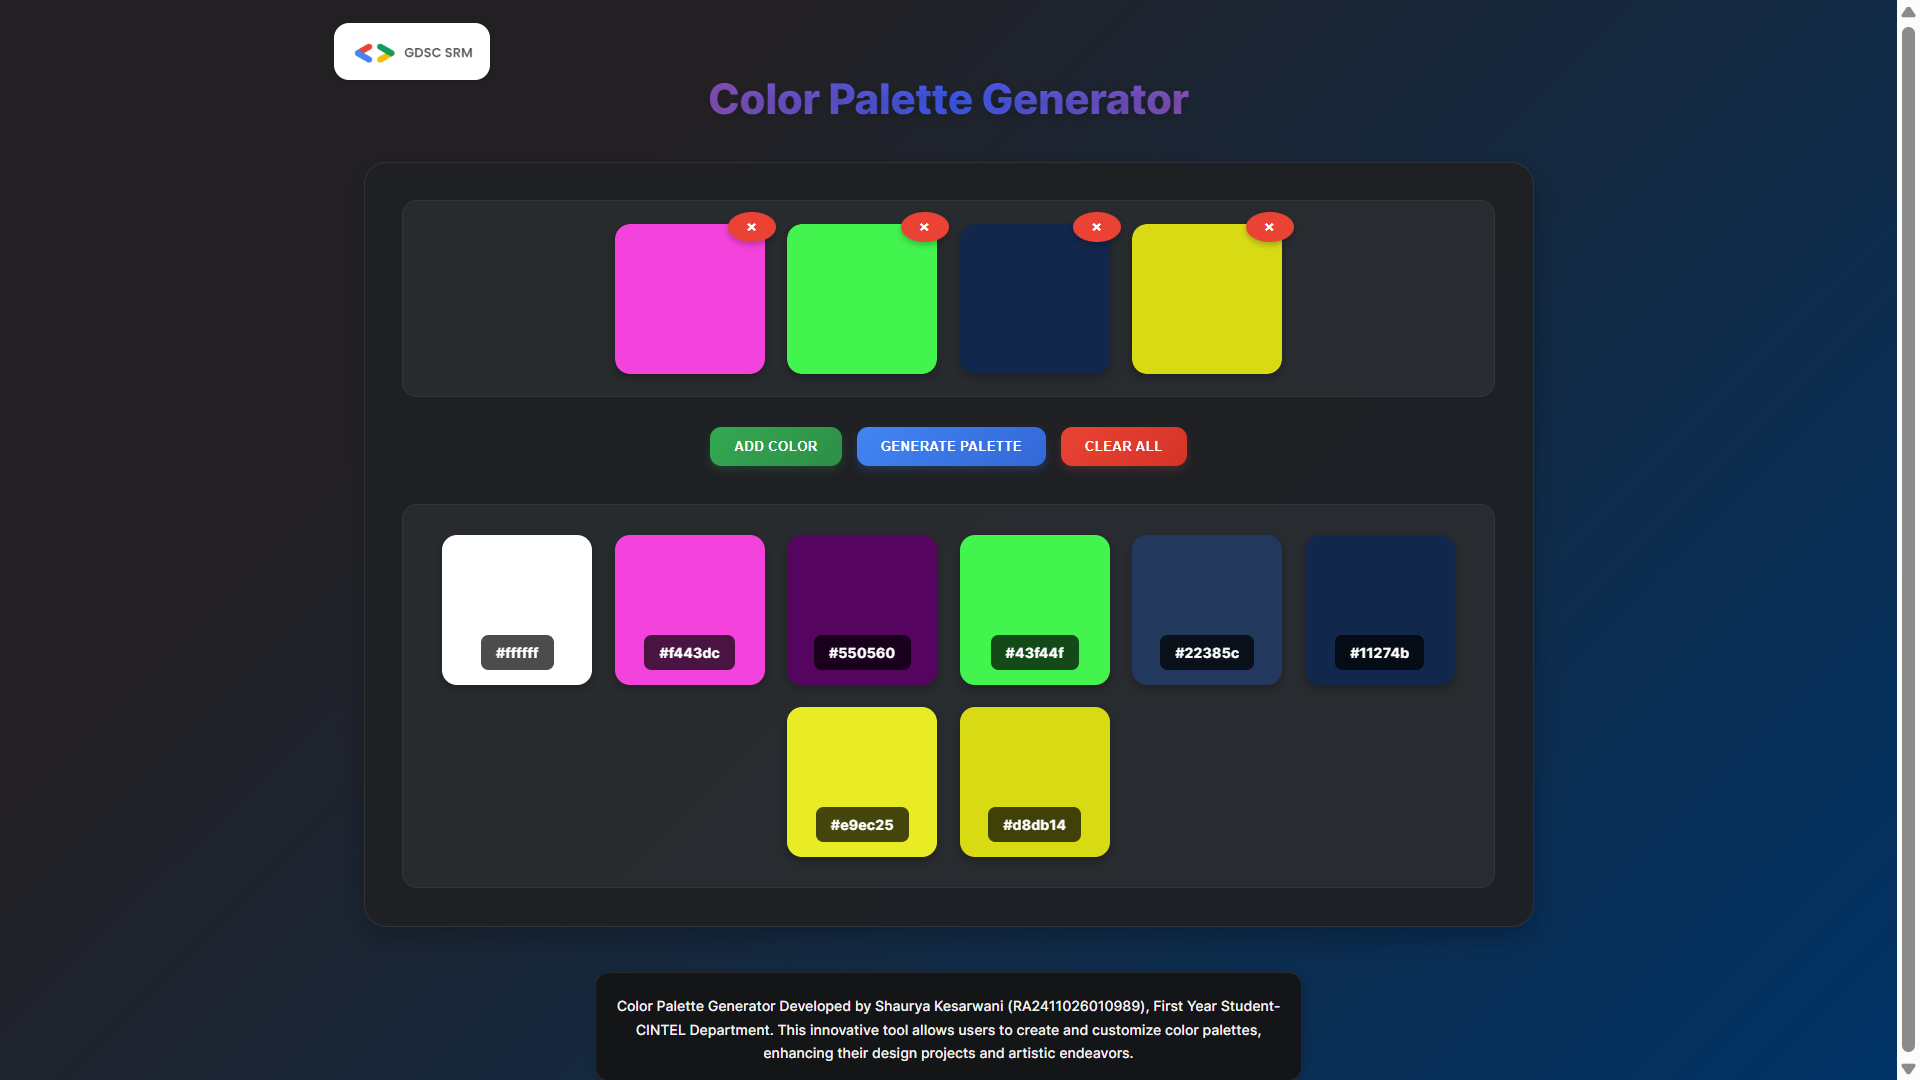 GDSC SRM
Color Palette Generator
×
×
×
×
ADD COLOR
GENERATE PALETTE
CLEAR ALL
#ffffff
#f443dc
#550560
#43f44f
#22385c
#11274b
#e9ec25
#d8db14
Color Palette Generator Developed by Shaurya Kesarwani (RA2411026010989), First Year Student-
CINTEL Department. This innovative tool allows users to create and customize color palettes,
enhancing their design projects and artistic endeavors.